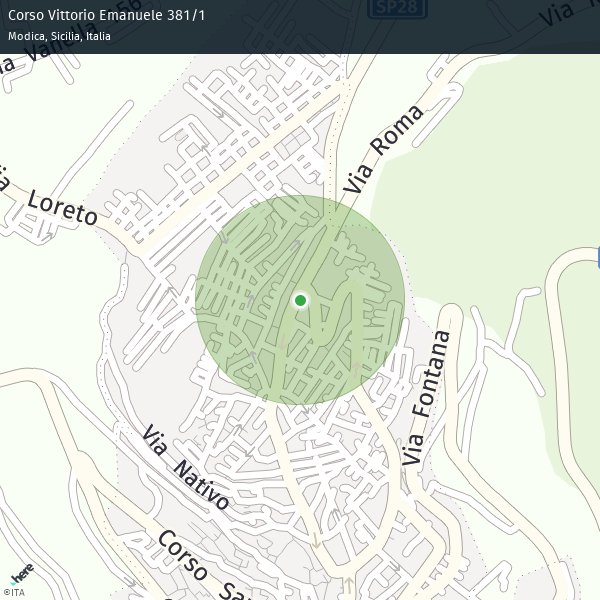 Corso Vittorio Emanuele 381/1
Modica, Sicilia, Italia
SP28
Via Roma
Loreto
Via Fontana
Via Nativo
Corso
here
©ITA